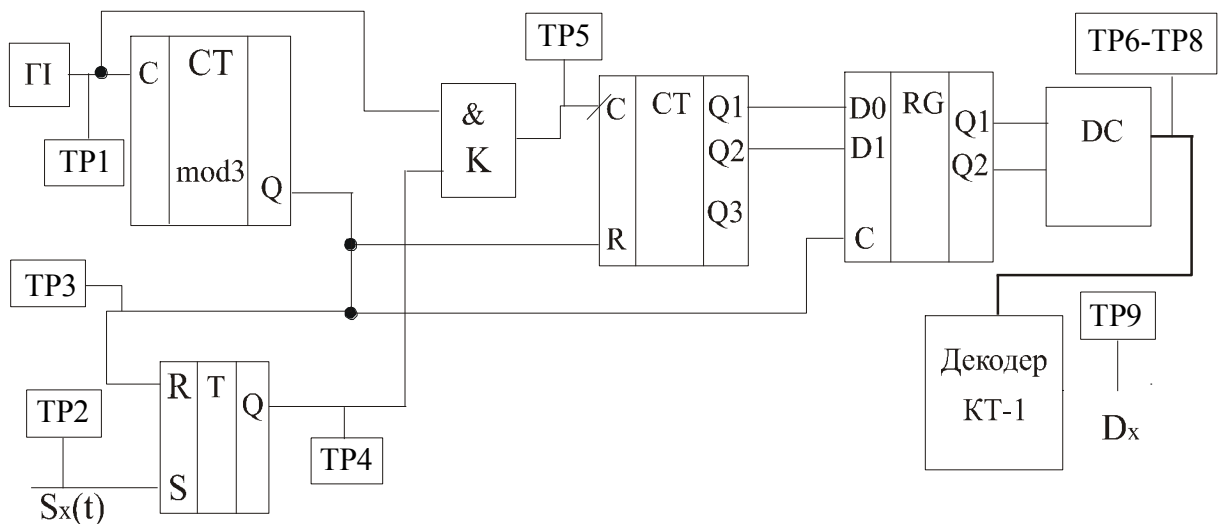 ГІ
C
CT
mod3
Q
TP1
&
K
TP5
C
CT
Q1
Q2
Q3
R
D0
RG
D1
C
Q1
Q2
DC
TP6-TP8
TP3
R
T
Q
S
TP2
TP4
Sx(t)
Декодер
КТ-1
TP9
Dx